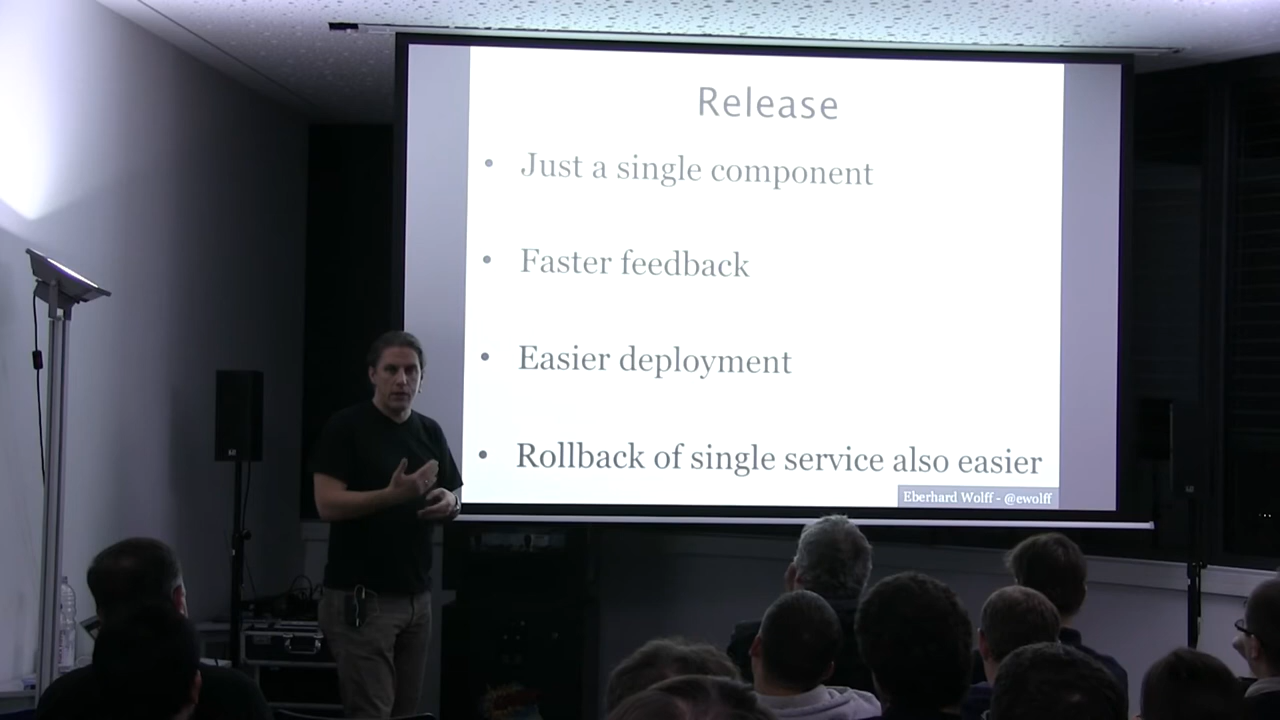 Release
• Just a single component
• Faster feedback
• Easier deployment
• Rollback of single service also easier
Eberhard Wolff - @ewolff